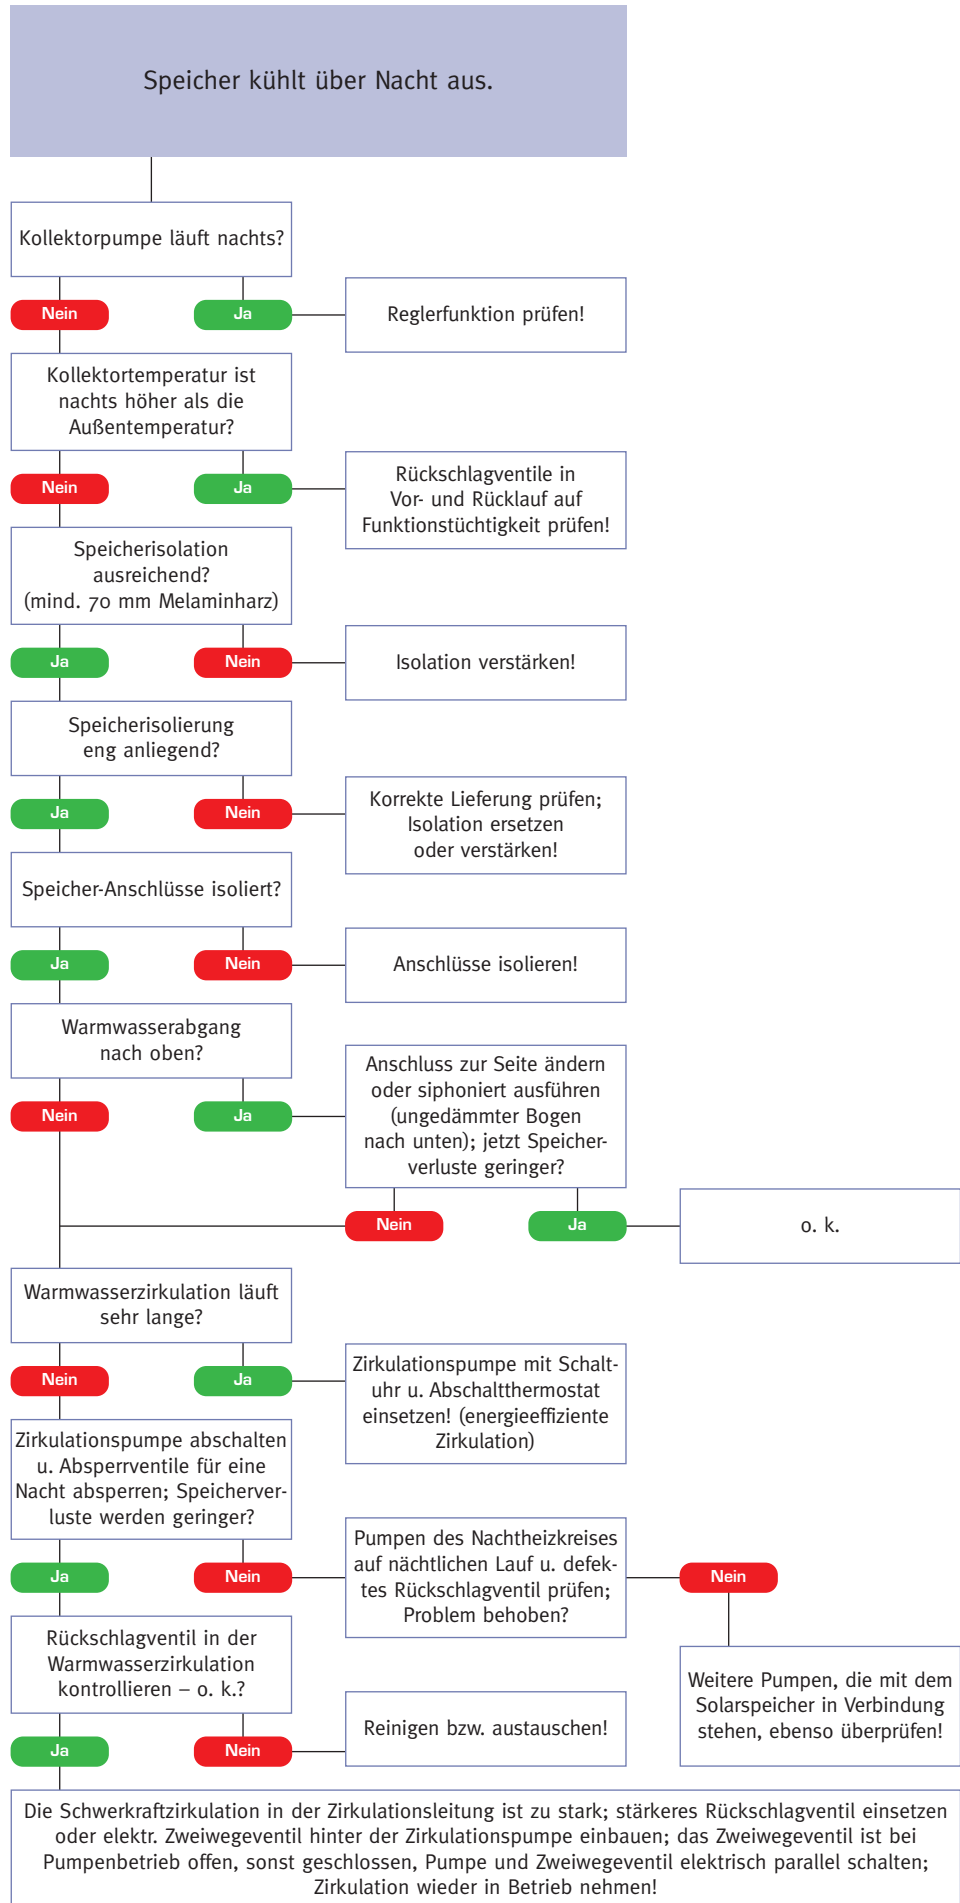 Speicher kühlt über Nacht aus.
Kollektorpumpe läuft nachts?
Nein
Ja
Reglerfunktion prüfen!
Kollektortemperatur ist
nachts höher als die
Außentemperatur?
Nein
Ja
Rückschlagventile in
Vor- und Rücklauf auf
Funktionstüchtigkeit prüfen!
Speicherisolation
ausreichend?
(mind. 70 mm Melaminharz)
Ja
Nein
Isolation verstärken!
Speicherisolierung
eng anliegend?
Ja
Nein
Korrekte Lieferung prüfen;
Isolation ersetzen
oder verstärken!
Speicher-Anschlüsse isoliert?
Ja
Nein
Anschlüsse isolieren!
Warmwasserabgang
nach oben?
Nein
Ja
Anschluss zur Seite ändern
oder siphoniert ausführen
(ungedämmter Bogen
nach unten); jetzt Speicher-
verluste geringer?
Nein
Ja
o. k.
Warmwasserzirkulation läuft
sehr lange?
Nein
Ja
Zirkulationspumpe mit Schalt-
uhr u. Abschaltthermostat
einsetzen! (energieeffiziente
Zirkulation)
Zirkulationspumpe abschalten
u. Absperrventile für eine
Nacht absperren; Speicherver-
luste werden geringer?
Ja
Nein
Pumpen des Nachtheizkreises
auf nächtlichen Lauf u. defek-
tes Rückschlagventil prüfen;
Problem behoben?
Nein
Weitere Pumpen, die mit dem
Solarspeicher in Verbindung
stehen, ebenso überprüfen!
Rückschlagventil in der
Warmwasserzirkulation
kontrollieren – o. k.?
Ja
Nein
Reinigen bzw. austauschen!
Die Schwerkraftzirkulation in der Zirkulationsleitung ist zu stark; stärkeres Rückschlagventil einsetzen
oder elektr. Zweiwegeventil hinter der Zirkulationspumpe einbauen; das Zweiwegeventil ist bei
Pumpenbetrieb offen, sonst geschlossen, Pumpe und Zweiwegeventil elektrisch parallel schalten;
Zirkulation wieder in Betrieb nehmen!